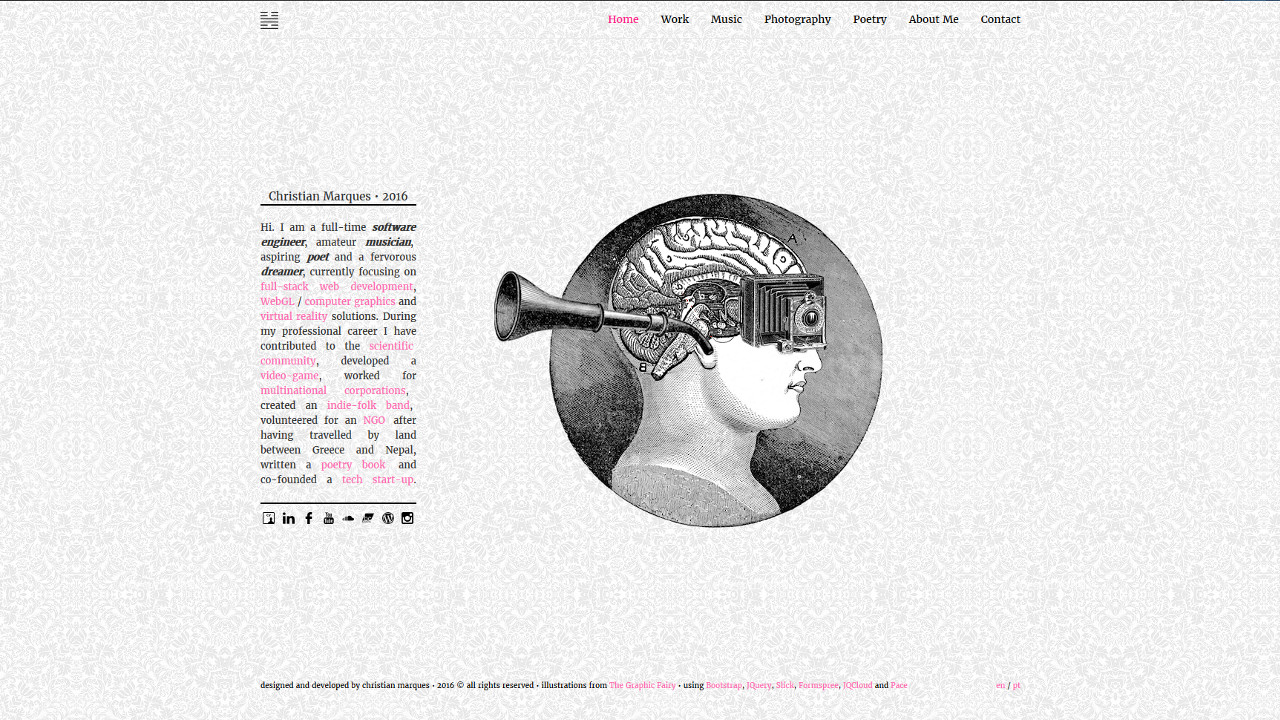 Home Work Music Photography Poetry About Me Contact
Christian Marques • 2016
Hi. I am a full-time software
engineer, amateur musician,
aspiring poet and a fervorous
dreamer, currently focusing on
full-stack web development,
WebGL / computer graphics and
virtual reality solutions. During
my professional career I have
contributed to the scientific
community, developed a
video-game, worked for
multinational corporations,
created an indie-folk band,
volunteered for an NGO after
having travelled by land
between Greece and Nepal,
written a poetry book and
co-founded a tech start-up.
A
B
designed and developed by christian marques • 2016 © all rights reserved • illustrations from The Graphic Fairy • using Bootstrap, JQuery, Slick, Formspree, JQCloud and Pace
en / pt